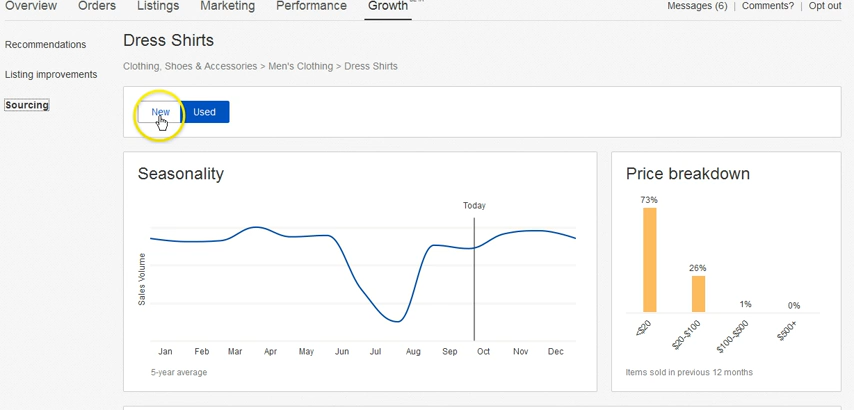 Overview Orders Listings Marketing Performance Growth Messages (6) | Comments? | Opt out
Recommendations
Listing improvements
Sourcing
Dress Shirts
Clothing, Shoes & Accessories > Men's Clothing > Dress Shirts
New Used
Seasonality
Today
Sales Volume
Jan Feb Mar Apr May Jun Jul Aug Sep Oct Nov Dec
5-year average
Price breakdown
73%
26%
1%
0%
<$20 $20-$100 $100-$500 $500+
Items sold in previous 12 months